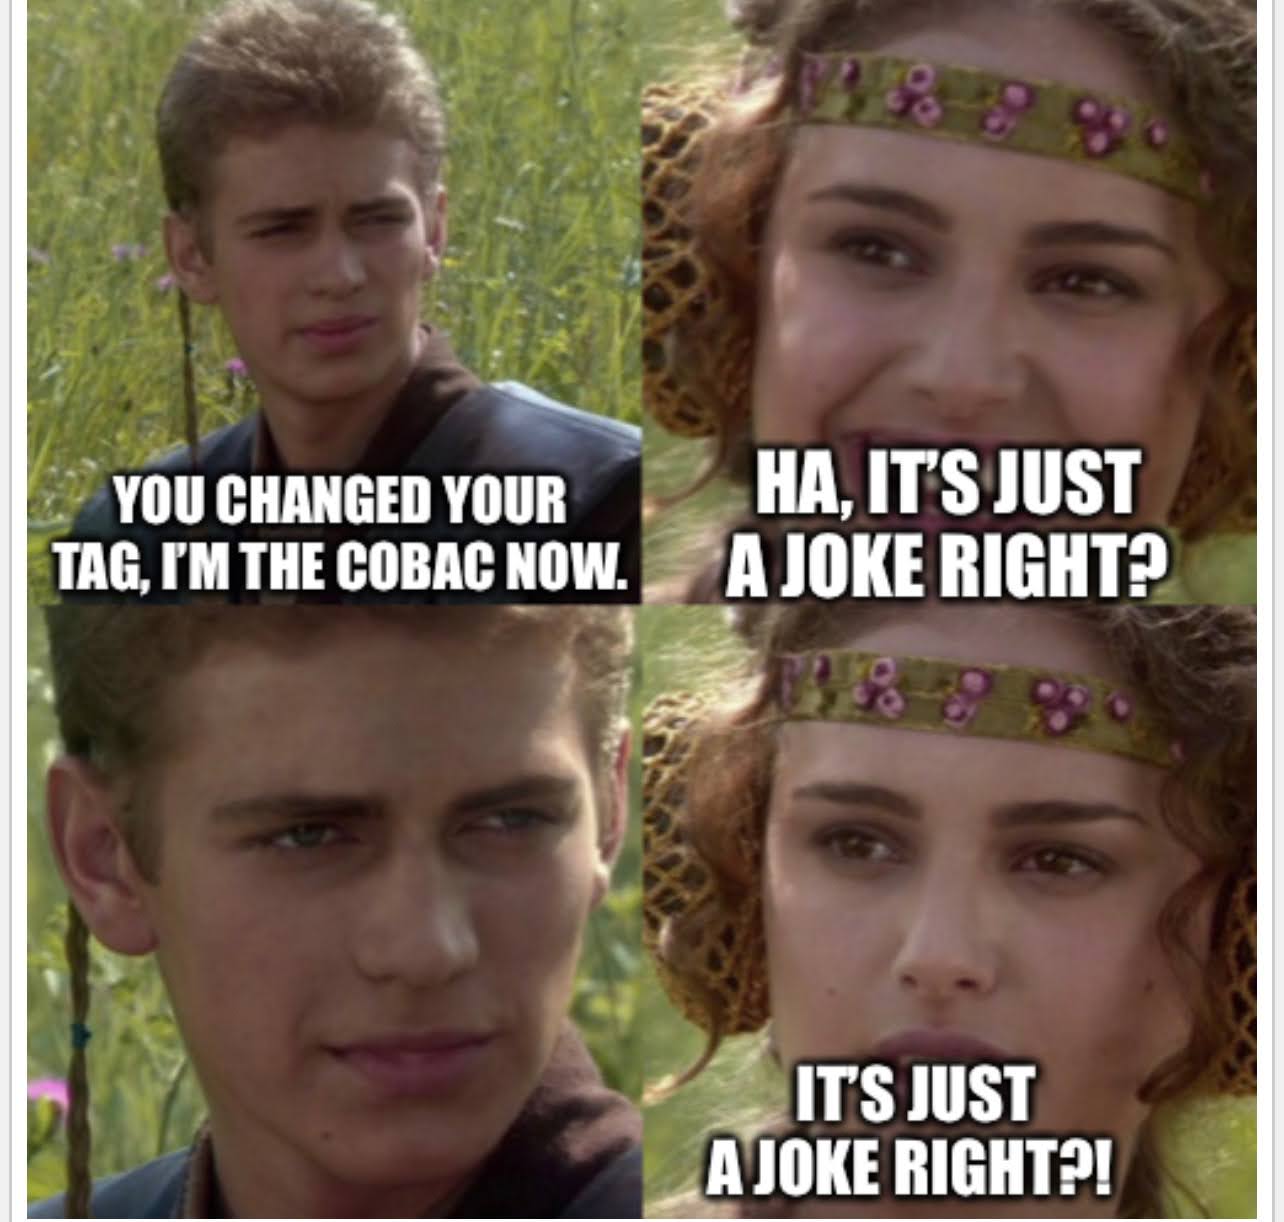 YOU CHANGED YOUR
TAG, I'M THE COBAC NOW.
HA, IT'S JUST
A JOKE RIGHT?
IT'S JUST
A JOKE RIGHT?!